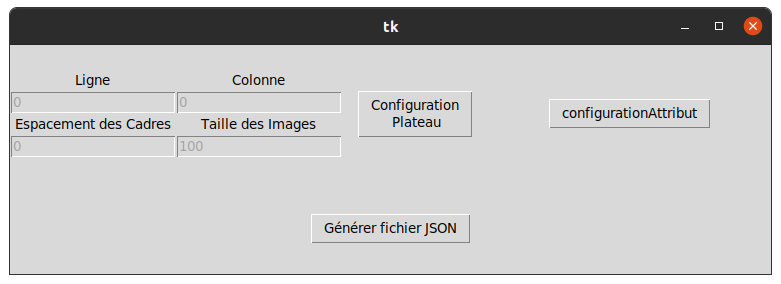 tk
Ligne
Colonne
0
0
Espacement des Cadres
Taille des Images
0
100
Configuration
Plateau
configurationAttribut
Générer fichier JSON